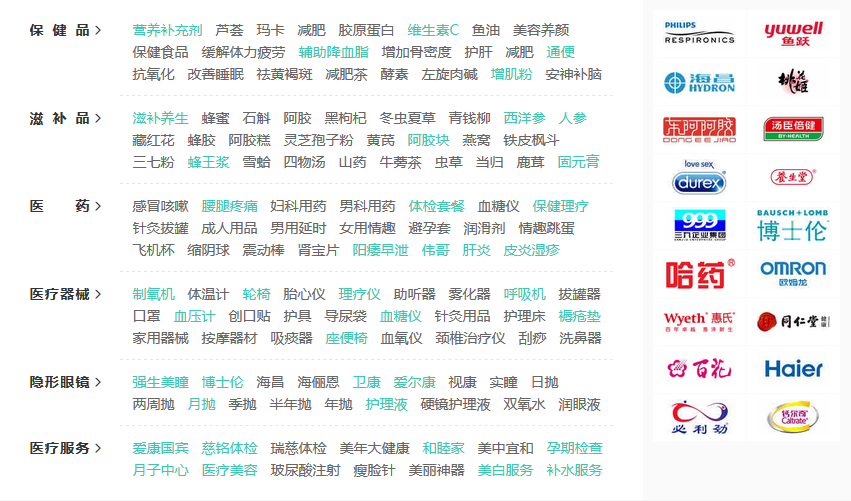 保健品 > 营养补充剂 芦荟 玛卡 减肥 胶原蛋白 维生素C 鱼油 美容养颜
保健食品 缓解体力疲劳 辅助降血脂 增加骨密度 护肝 减肥 通便
抗氧化 改善睡眠 祛黄褐斑 减肥茶 酵素 左旋肉碱 增肌粉 安神补脑
滋补品 > 滋补养生 蜂蜜 石斛 阿胶 黑枸杞 冬虫夏草 青钱柳 西洋参 人参
藏红花 蜂胶 阿胶糕 灵芝孢子粉 黄芪 阿胶块 燕窝 铁皮枫斗
三七粉 蜂王浆 雪蛤 四物汤 山药 牛蒡茶 虫草 当归 鹿茸 固元膏
医药 > 感冒咳嗽 腰腿疼痛 妇科用药 男科用药 体检套餐 血糖仪 保健理疗
针灸拔罐 成人用品 男用延时 女用情趣 避孕套 润滑剂 情趣跳蛋
飞机杯 缩阴球 震动棒 肾宝片 阳痿早泄 伟哥 肝炎 皮炎湿疹
医疗器械 > 制氧机 体温计 轮椅 胎心仪 理疗仪 助听器 雾化器 呼吸机 拔罐器
口罩 血压计 创口贴 护具 导尿袋 血糖仪 针灸用品 护理床 褥疮垫
家用器械 按摩器材 吸痰器 座便椅 血氧仪 颈椎治疗仪 刮痧 洗鼻器
隐形眼镜 > 强生美瞳 博士伦 海昌 海俪恩 卫康 爱尔康 视康 实瞳 日抛
两周抛 月抛 季抛 半年抛 年抛 护理液 硬镜护理液 双氧水 润眼液
医疗服务 > 爱康国宾 慈铭体检 瑞慈体检 美年大健康 和睦家 美中宜和 孕期检查
月子中心 医疗美容 玻尿酸注射 瘦脸针 美丽神器 美白服务 补水服务
PHILIPS
RESPIRONICS
yuwell
鱼跃
海昌
HYDRON
桃花姬
东阿阿胶
DONG EE JIAO
汤臣倍健
BY-HEALTH
love sex
durex
养生堂
999
三九企业集团
BAUSCH+LOMB
博士伦
哈药
OMRON
欧姆龙
Wyeth 惠氏
同仁堂 健康
百花
Haier
必利劲
钙尔奇
Caltrate